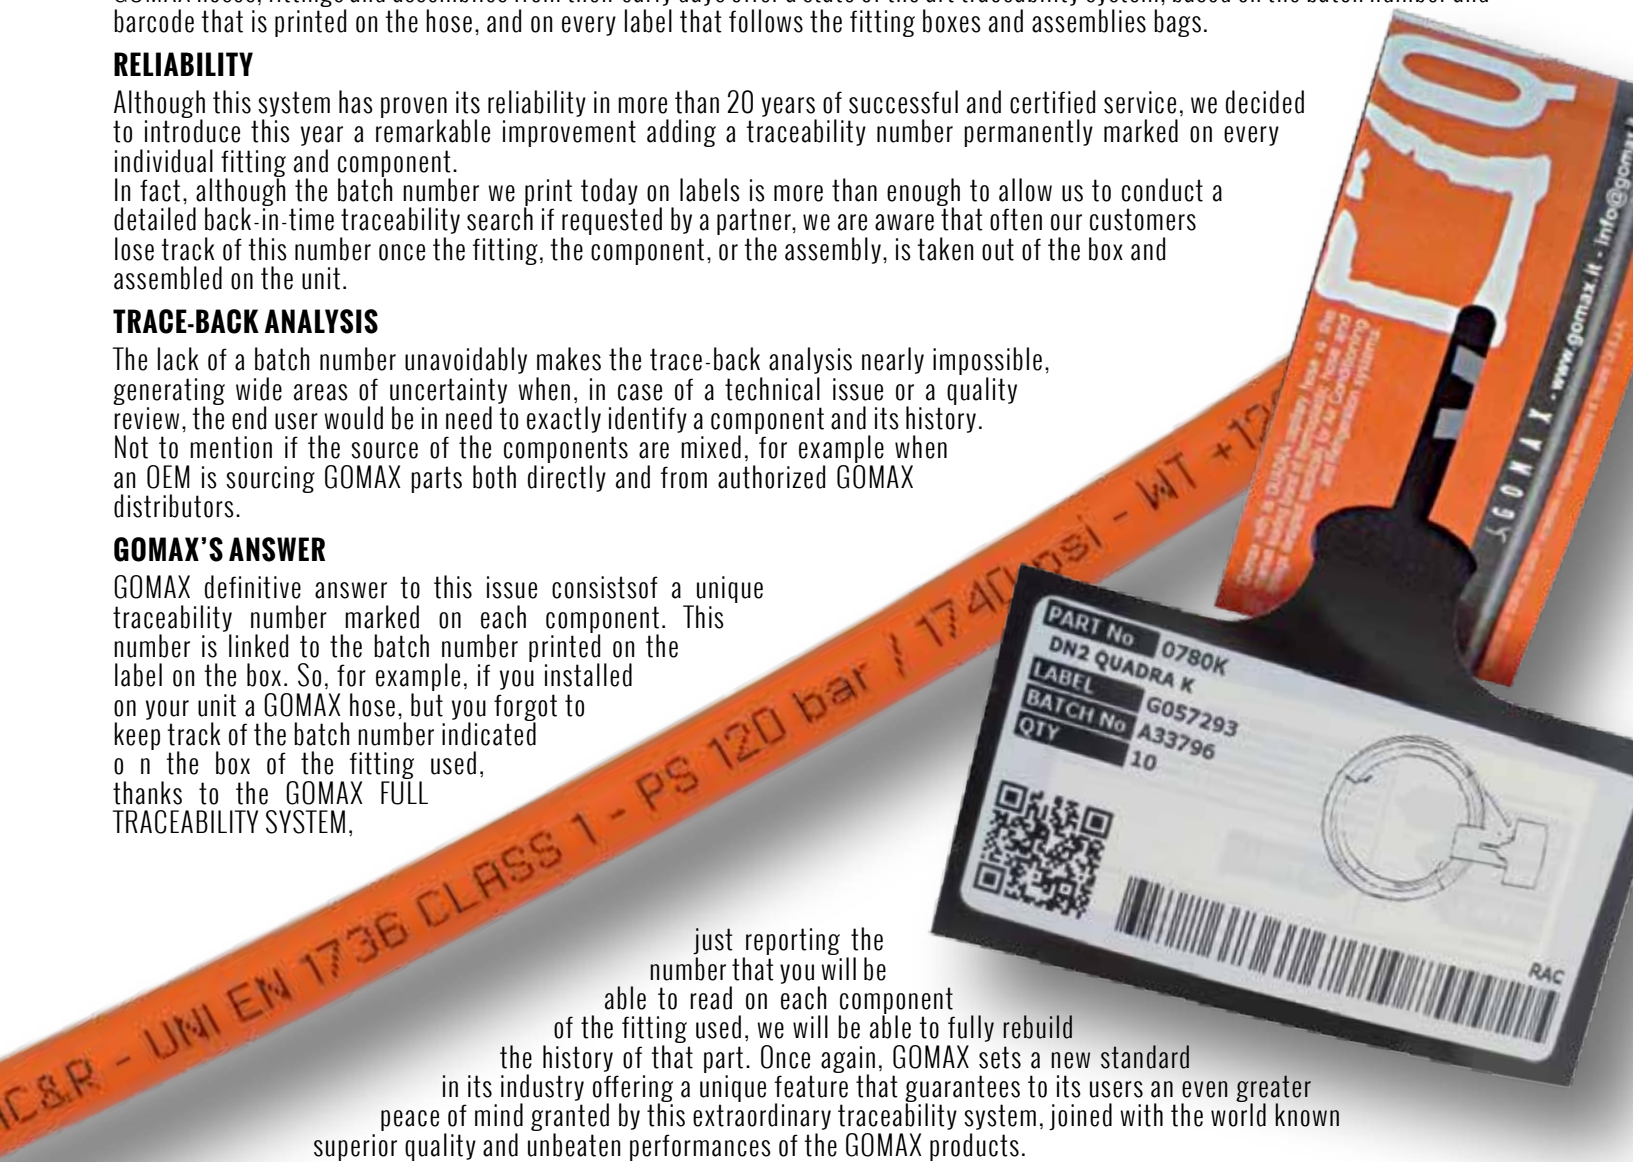 barcode that is printed on the hose, and on every label that follows the fitting boxes and assemblies bags.
RELIABILITY
Although this system has proven its reliability in more than 20 years of successful and certified service, we decided
to introduce this year a remarkable improvement adding a traceability number permanently marked on every
individual fitting and component.
In fact, although the batch number we print today on labels is more than enough to allow us to conduct a
detailed back-in-time traceability search if requested by a partner, we are aware that often our customers
lose track of this number once the fitting, the component, or the assembly, is taken out of the box and
assembled on the unit.
TRACE-BACK ANALYSIS
The lack of a batch number unavoidably makes the trace-back analysis nearly impossible,
generating wide areas of uncertainty when, in case of a technical issue or a quality
review, the end user would be in need to exactly identify a component and its history.
Not to mention if the source of the components are mixed, for example when
an OEM is sourcing GOMAX parts both directly and from authorized GOMAX
distributors.
GOMAX'S ANSWER
GOMAX definitive answer to this issue consistsof a unique
traceability number marked on each component. This
number is linked to the batch number printed on the
label on the box. So, for example, if you installed
on your unit a GOMAX hose, but you forgot to
keep track of the batch number indicated
o n the box of the fitting used,
thanks to the GOMAX FULL
TRACEABILITY SYSTEM,
just reporting the
number that you will be
able to read on each component
of the fitting used, we will be able to fully rebuild
the history of that part. Once again, GOMAX sets a new standard
in its industry offering a unique feature that guarantees to its users an even greater
peace of mind granted by this extraordinary traceability system, joined with the world known
superior quality and unbeaten performances of the GOMAX products.
C&R - UNI EN 1736 CLASS 1 - PS 120 bar / 1740 psi - WT +12
GOMAX - www.gomax.it - info@gomax.it
PART No 0780K
DN2 QUADRA K
LABEL G057293
BATCH No A33796
QTY 10
RAC